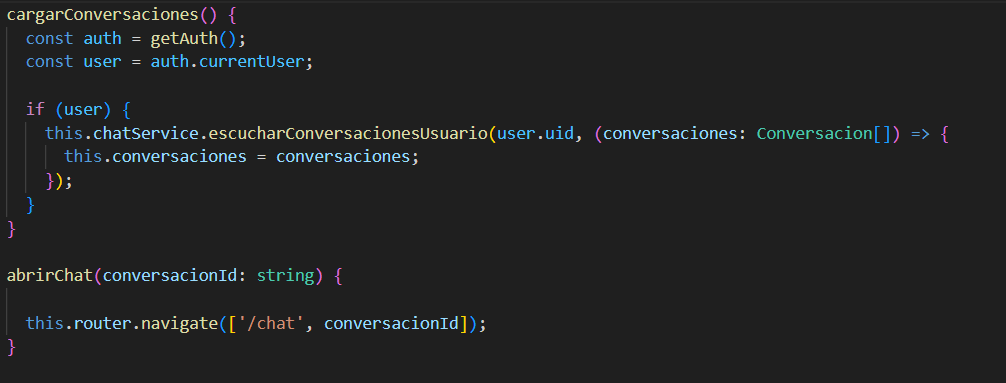 cargarConversaciones() {
const auth = getAuth();
const user = auth.currentUser;
if (user) {
this.chatService.escucharConversacionesUsuario(user.uid, (conversaciones: Conversacion[]) => {
this.conversaciones = conversaciones;
});
}
}
abrirChat(conversacionId: string) {
this.router.navigate(['/chat', conversacionId]);
}